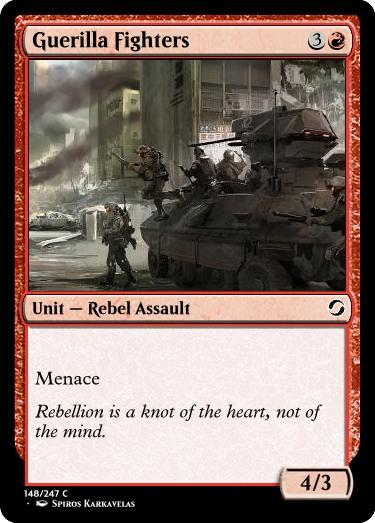 Guerilla Fighters 3
Unit — Rebel Assault
Menace
Rebellion is a knot of the heart, not of
the mind.
4/3
148/247 C
· Spiros Karkavelas